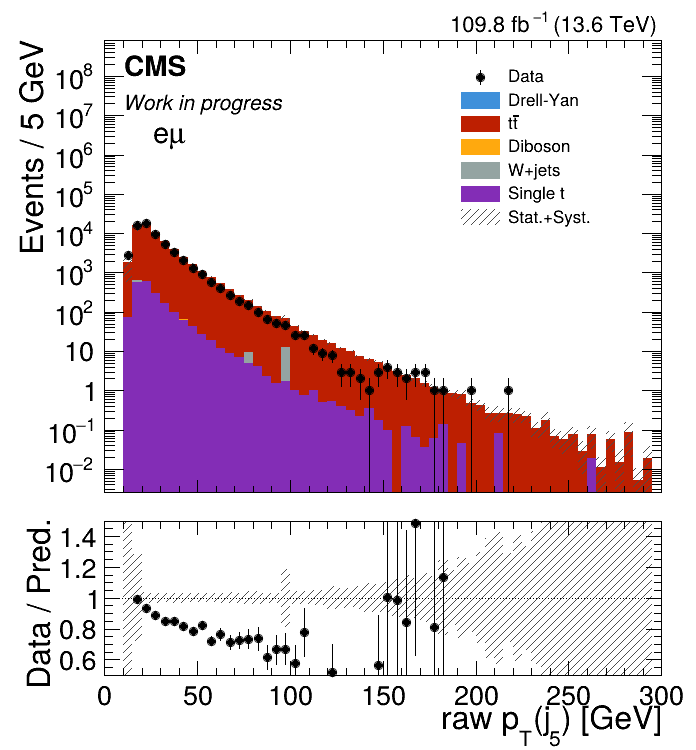 109.8 fb⁻¹ (13.6 TeV)
CMS
Work in progress
eμ
Data
Drell-Yan
tt̅
Diboson
W+jets
Single t
Stat.+Syst.
Events / 5 GeV
10⁸
10⁷
10⁶
10⁵
10⁴
10³
10²
10
1
10⁻¹
10⁻²
Data / Pred.
1.4
1.2
1
0.8
0.6
0 50 100 150 200 250 300
raw p_T(j₅) [GeV]